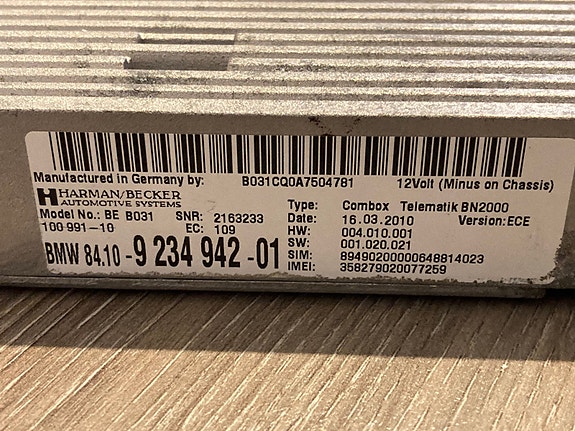 B031CQ0A7504781
Manufactured in Germany by: 12Volt (Minus on Chassis)
HARMAN/BECKER
AUTOMOTIVE SYSTEMS
Model No.: BE B031 SNR: 2163233
100 991-10 EC: 109
BMW 84.10 -9 234 942 -01
Type: Combox Telematik BN2000
Date: 16.03.2010 Version: ECE
HW: 004.010.001
SW: 001.020.021
SIM: 89490200000648814023
IMEI: 358279020077259